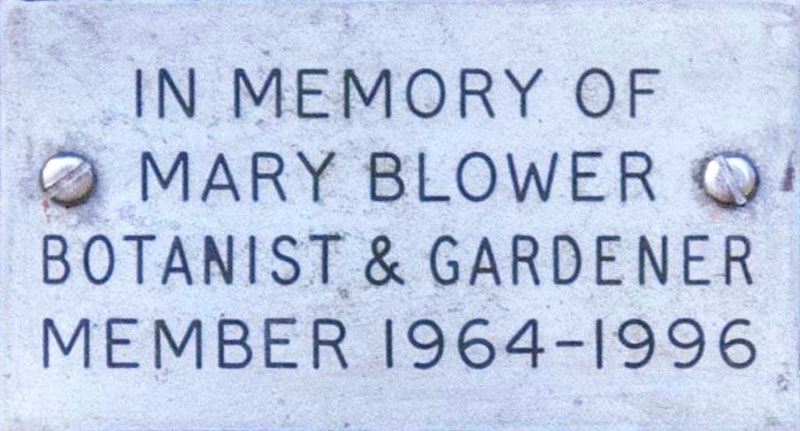 IN MEMORY OF
MARY BLOWER
BOTANIST & GARDENER
MEMBER 1964-1996